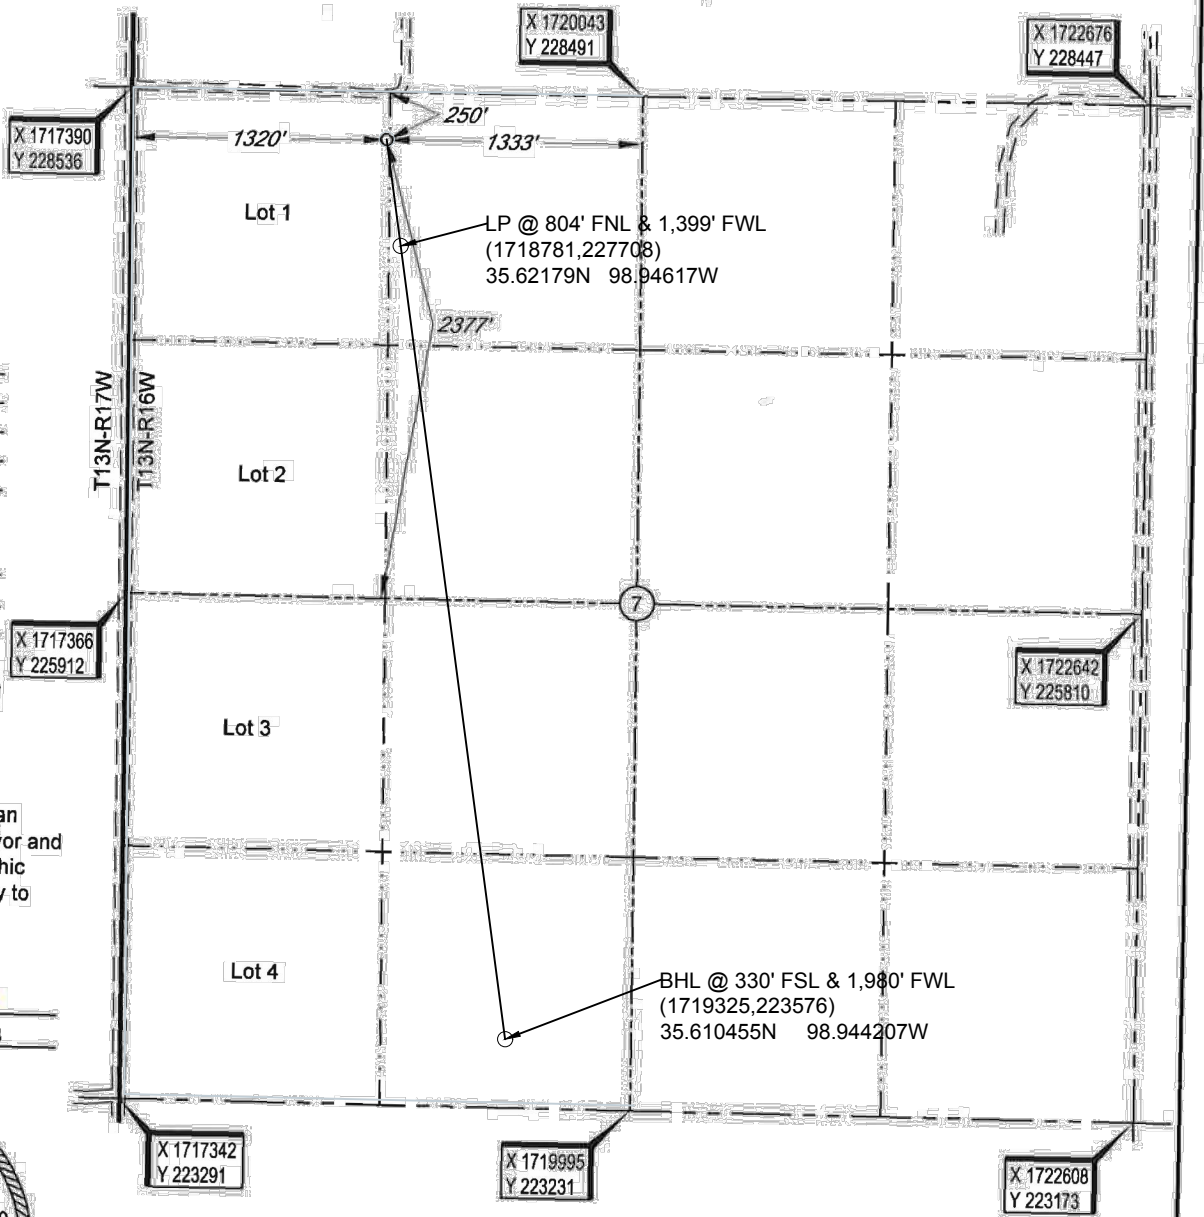 X 1720043
Y 228491
X 1722676
Y 228447
X 1717390
Y 228536
250'
1320'
1333'
Lot 1
LP @ 804' FNL & 1,399' FWL
(1718781,227708)
35.62179N 98.94617W
2377'
T13N-R17W
T13N-R16W
Lot 2
7
X 1717366
Y 225912
X 1722642
Y 225810
Lot 3
an
or and
hic
y to
Lot 4
BHL @ 330' FSL & 1,980' FWL
(1719325,223576)
35.610455N 98.944207W
X 1717342
Y 223291
X 1719995
Y 223231
X 1722608
Y 223173